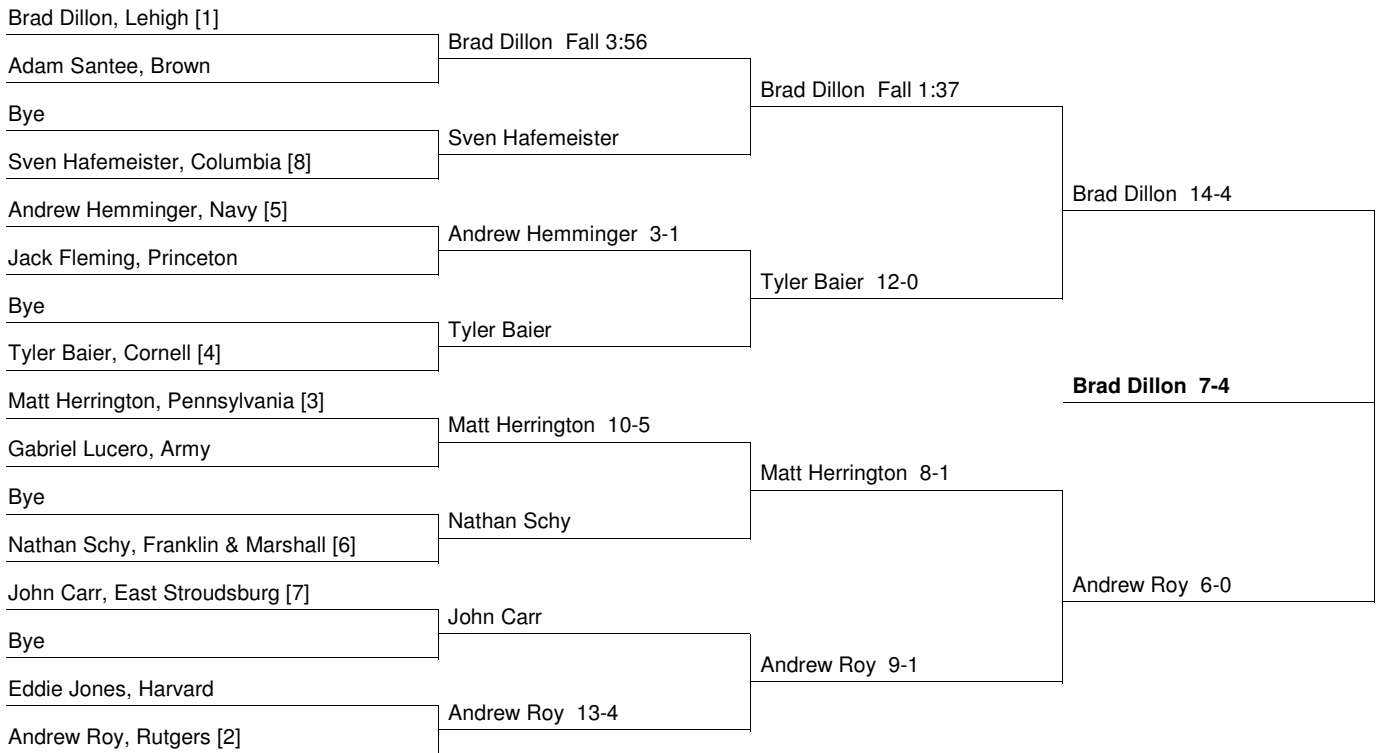 Brad Dillon, Lehigh [1]
Adam Santee, Brown
Bye
Sven Hafemeister, Columbia [8]
Andrew Hemminger, Navy [5]
Jack Fleming, Princeton
Bye
Tyler Baier, Cornell [4]
Matt Herrington, Pennsylvania [3]
Gabriel Lucero, Army
Bye
Nathan Schy, Franklin & Marshall [6]
John Carr, East Stroudsburg [7]
Bye
Eddie Jones, Harvard
Andrew Roy, Rutgers [2]
Brad Dillon Fall 3:56
Sven Hafemeister
Andrew Hemminger 3-1
Tyler Baier
Matt Herrington 10-5
Nathan Schy
John Carr
Andrew Roy 13-4
Brad Dillon Fall 1:37
Tyler Baier 12-0
Matt Herrington 8-1
Andrew Roy 9-1
Brad Dillon 14-4
Andrew Roy 6-0
Brad Dillon 7-4